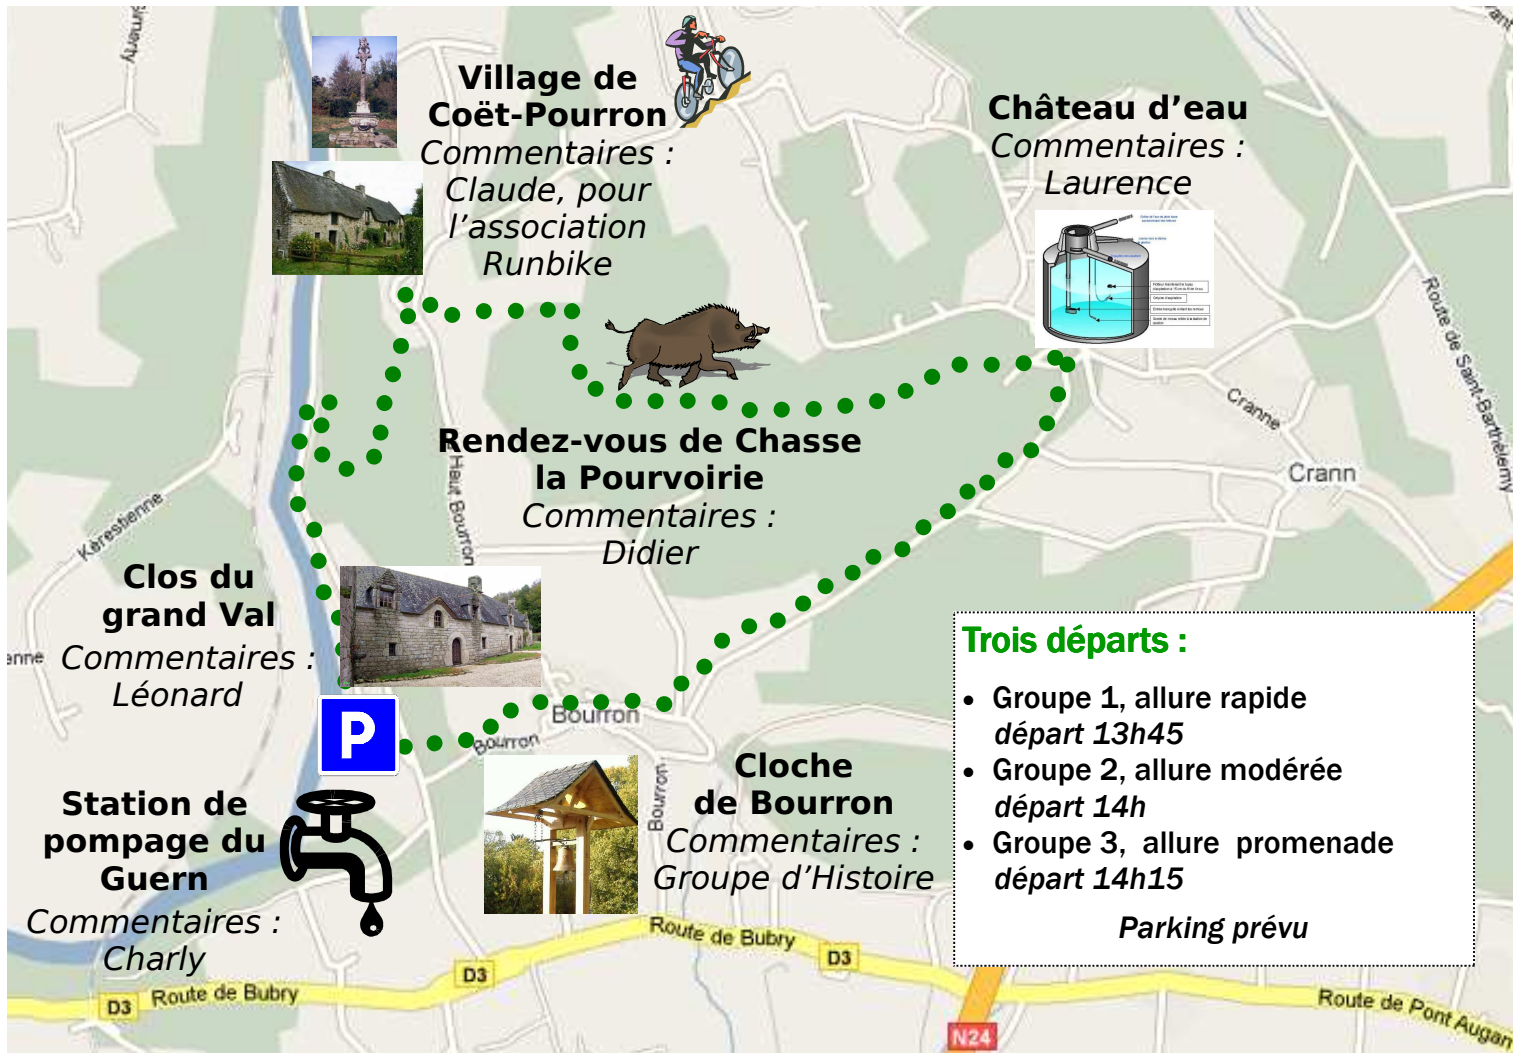 Village de
Coët-Pourron
Commentaires :
Claude, pour
l’association
Runbike
Château d’eau
Commentaires :
Laurence
Route de Saint-Barthélemy
Cranne
Crann
Rendez-vous de Chasse
la Pourvoirie
Commentaires :
Didier
Haut Bourron
Kerestienne
Clos du
grand Val
Commentaires :
Léonard
enne
P
Bourron
Bourron
Bourron
Station de
pompage du
Guern
Commentaires :
Charly
Cloche
de Bourron
Commentaires :
Groupe d’Histoire
Trois départs :
• Groupe 1, allure rapide
départ 13h45
• Groupe 2, allure modérée
départ 14h
• Groupe 3, allure promenade
départ 14h15
Parking prévu
Route de Bubry
D3
D3
D3
Route de Bubry
Route de Pont Augan
N24